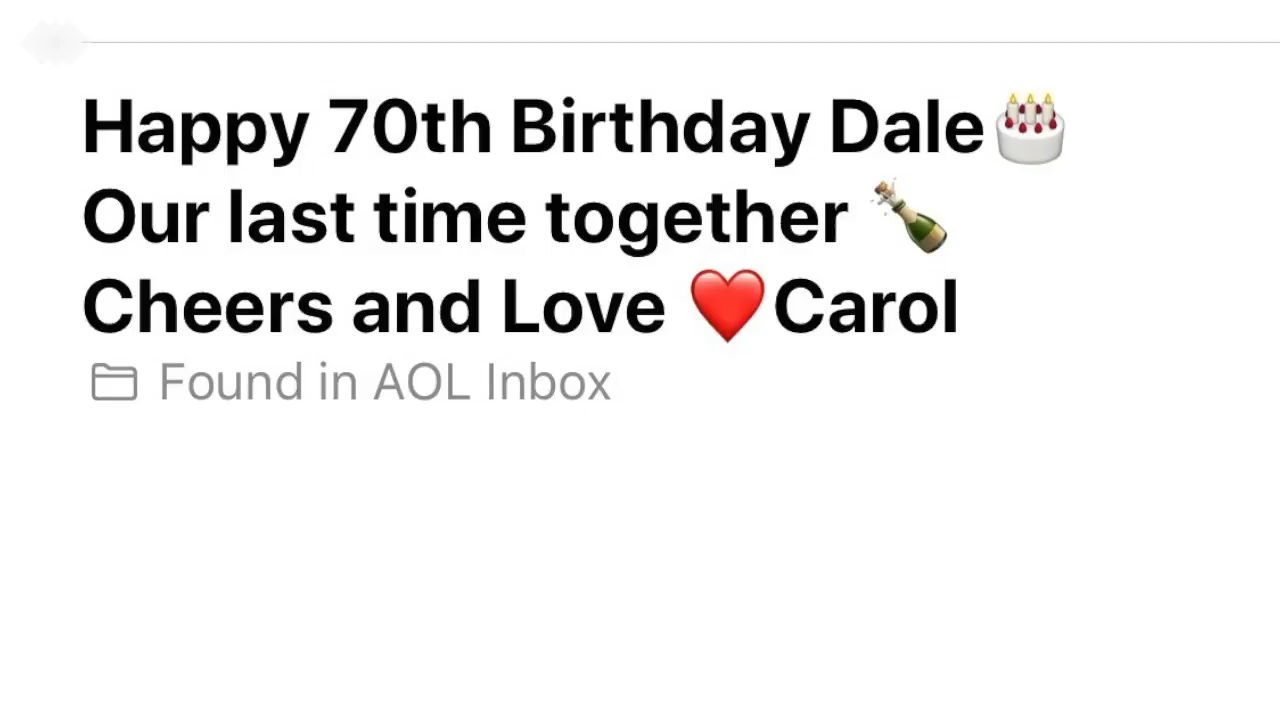 Happy 70th Birthday Dale🎂
Our last time together 🍾
Cheers and Love ❤️Carol
Found in AOL Inbox